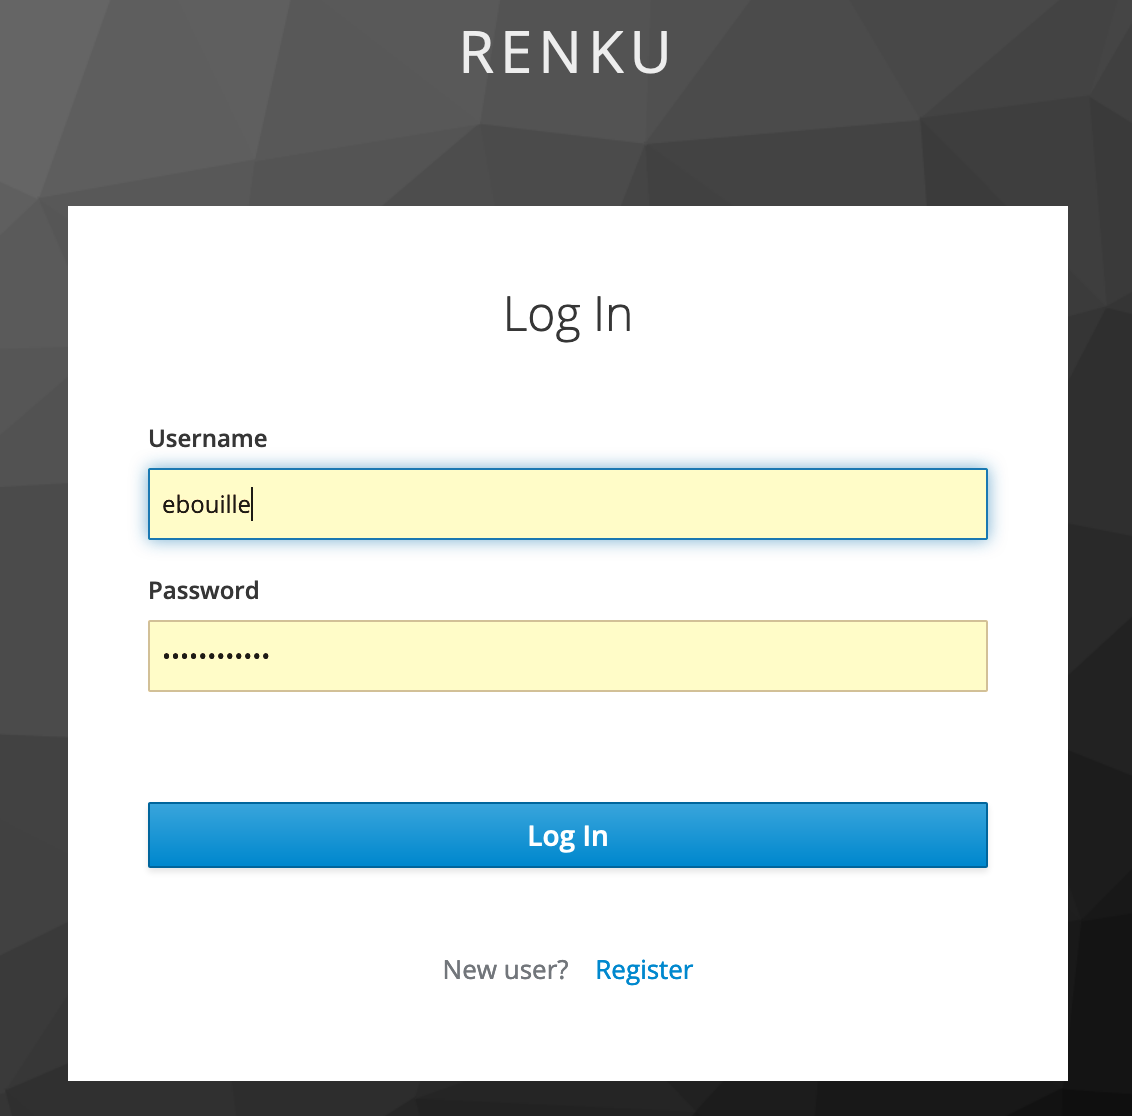 RENKU
Log In
Username
ebouille
Password
••••••••••••
Log In
New user? Register